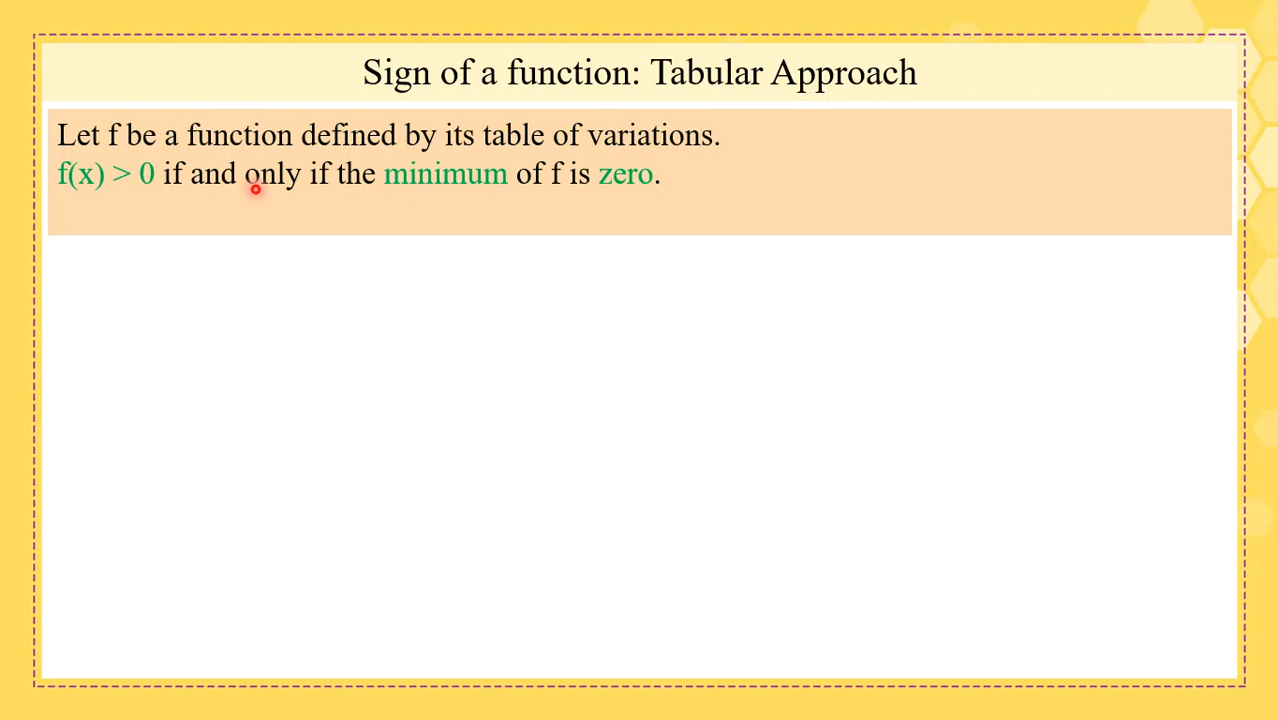 Sign of a function: Tabular Approach
Let f be a function defined by its table of variations.
f(x) > 0 if and only if the minimum of f is zero.